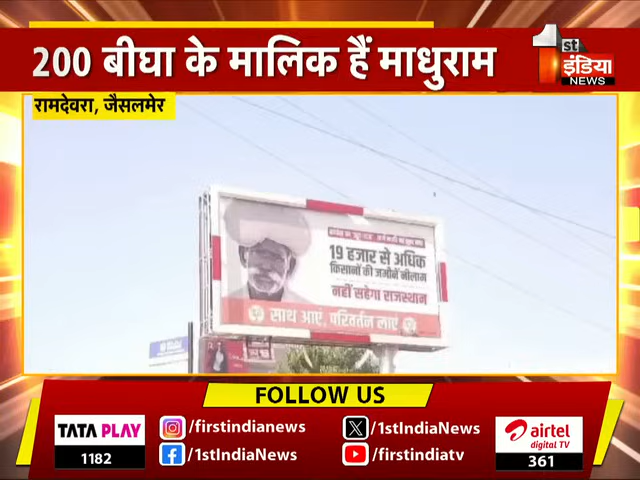 200 बीघा के मालिक हैं माधुराम
1st
इंडिया
NEWS
रामदेवरा, जैसलमेर
19 हजार से अधिक
किसानों की जमीनें नीलाम
नहीं सहेगा राजस्थान
साथ आएं, परिवर्तन लाएं
FOLLOW US
TATA PLAY
1182
/firstindianews
/1stIndiaNews
/1stIndiaNews
/firstindiatv
airtel
digital TV
361